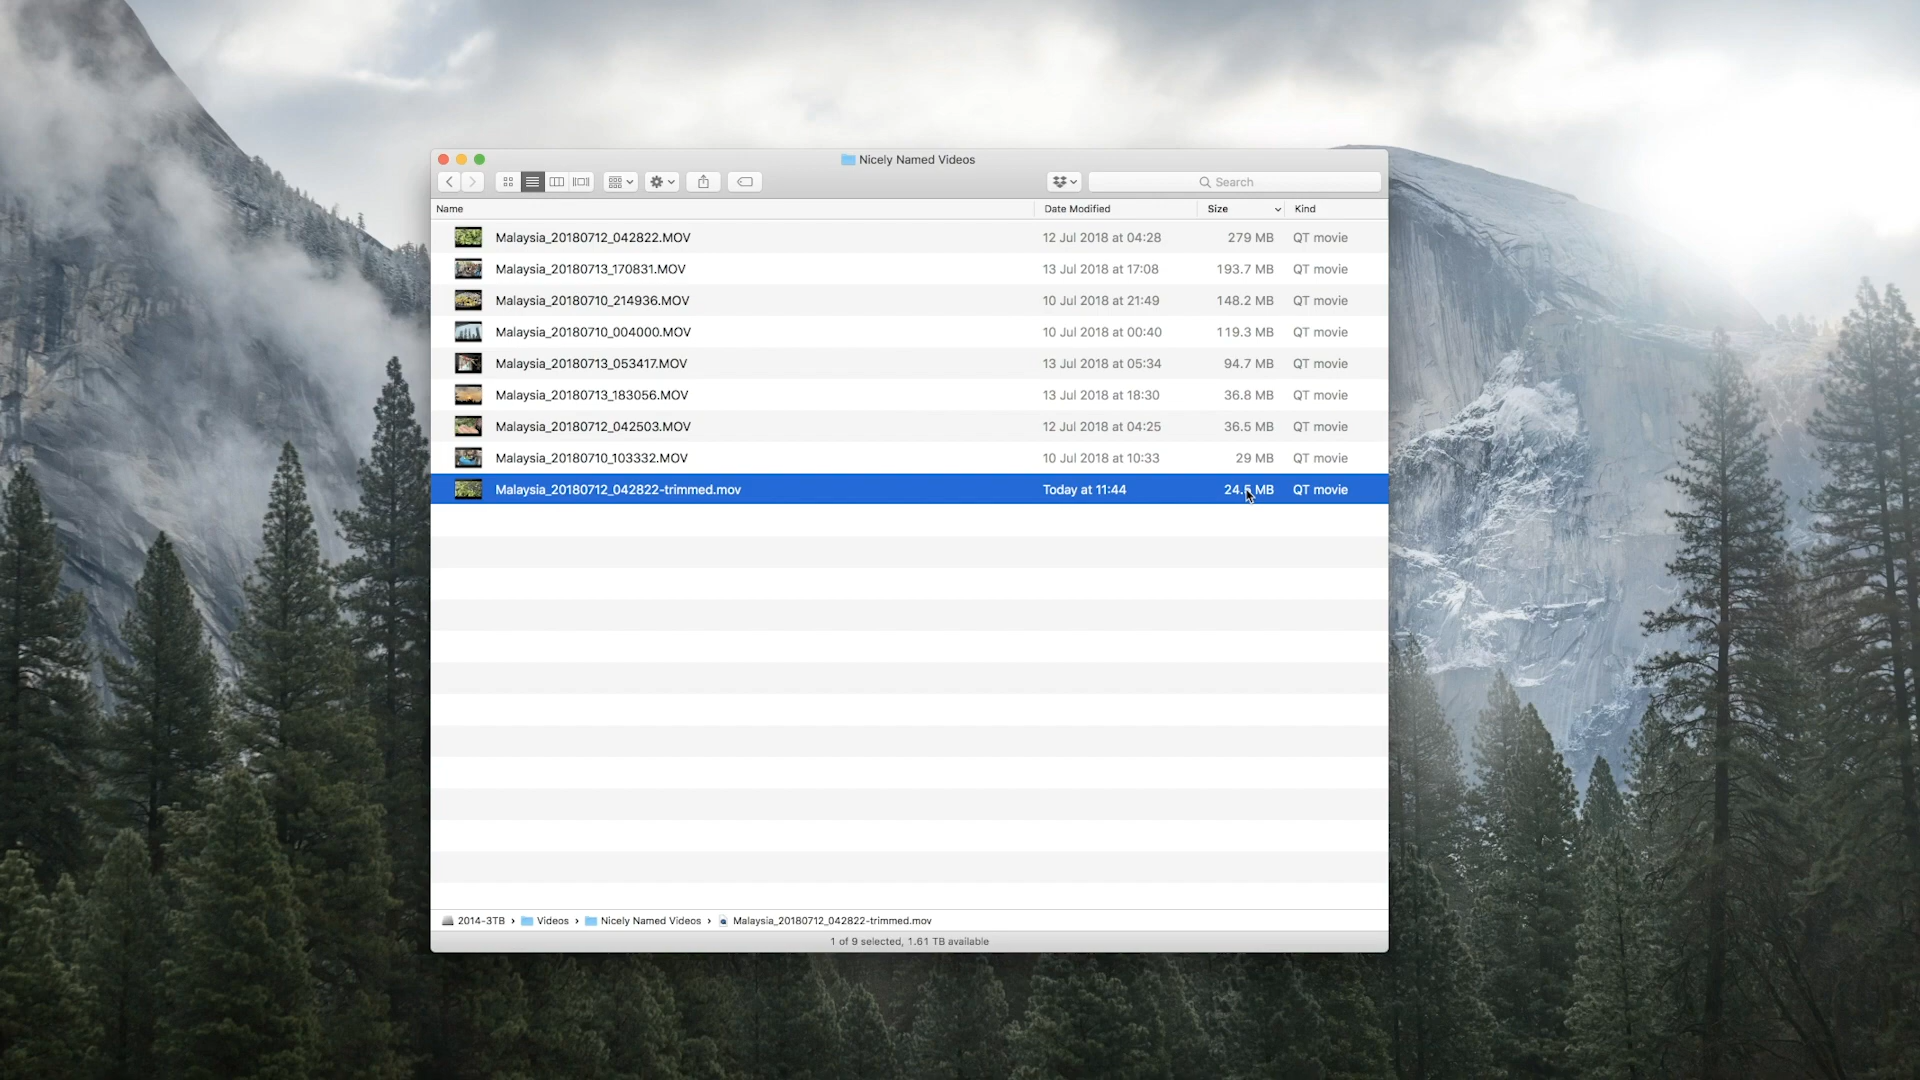 Nicely Named Videos
Search
Name Date Modified Size Kind
Malaysia_20180712_042822.MOV 12 Jul 2018 at 04:28 279 MB QT movie
Malaysia_20180713_170831.MOV 13 Jul 2018 at 17:08 193.7 MB QT movie
Malaysia_20180710_214936.MOV 10 Jul 2018 at 21:49 148.2 MB QT movie
Malaysia_20180710_004000.MOV 10 Jul 2018 at 00:40 119.3 MB QT movie
Malaysia_20180713_053417.MOV 13 Jul 2018 at 05:34 94.7 MB QT movie
Malaysia_20180713_183056.MOV 13 Jul 2018 at 18:30 36.8 MB QT movie
Malaysia_20180712_042503.MOV 12 Jul 2018 at 04:25 36.5 MB QT movie
Malaysia_20180710_103332.MOV 10 Jul 2018 at 10:33 29 MB QT movie
Malaysia_20180712_042822-trimmed.mov Today at 11:44 24.5 MB QT movie
2014-3TB › Videos › Nicely Named Videos › Malaysia_20180712_042822-trimmed.mov
1 of 9 selected, 1.61 TB available